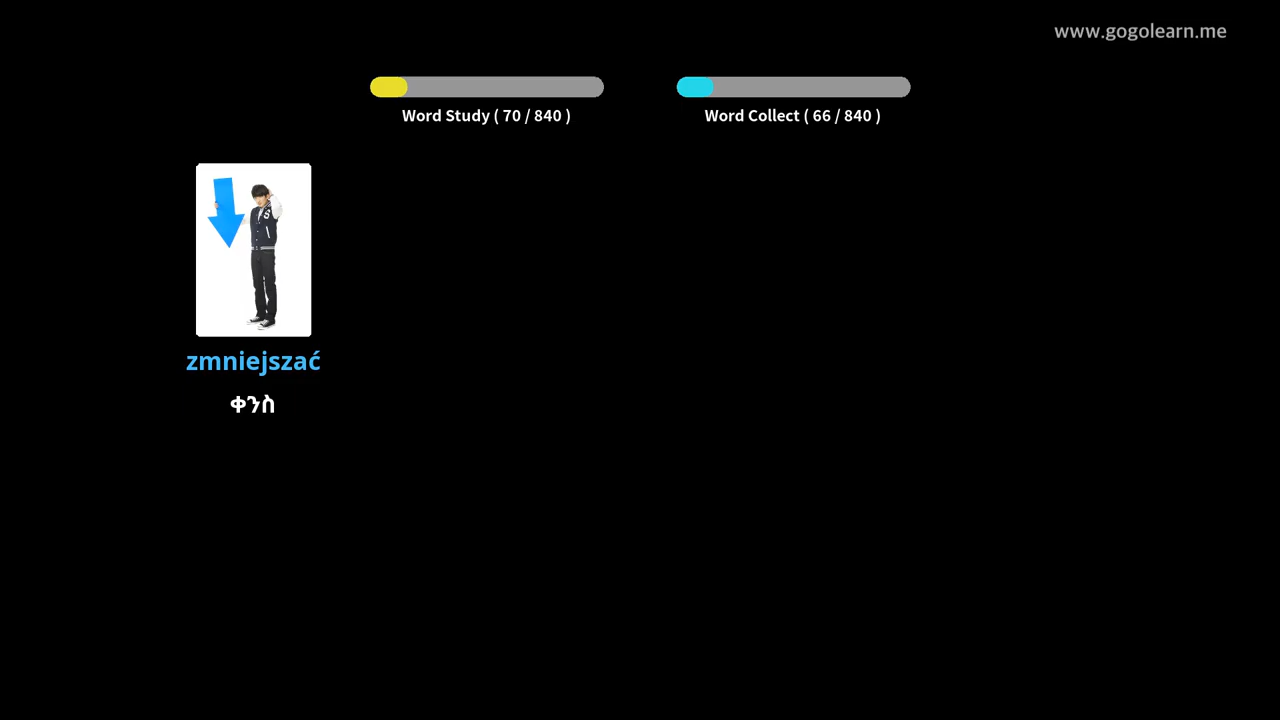 www.gogolearn.me
Word Study ( 70 / 840 )
Word Collect ( 66 / 840 )
S
zmniejszać
ቀንስ